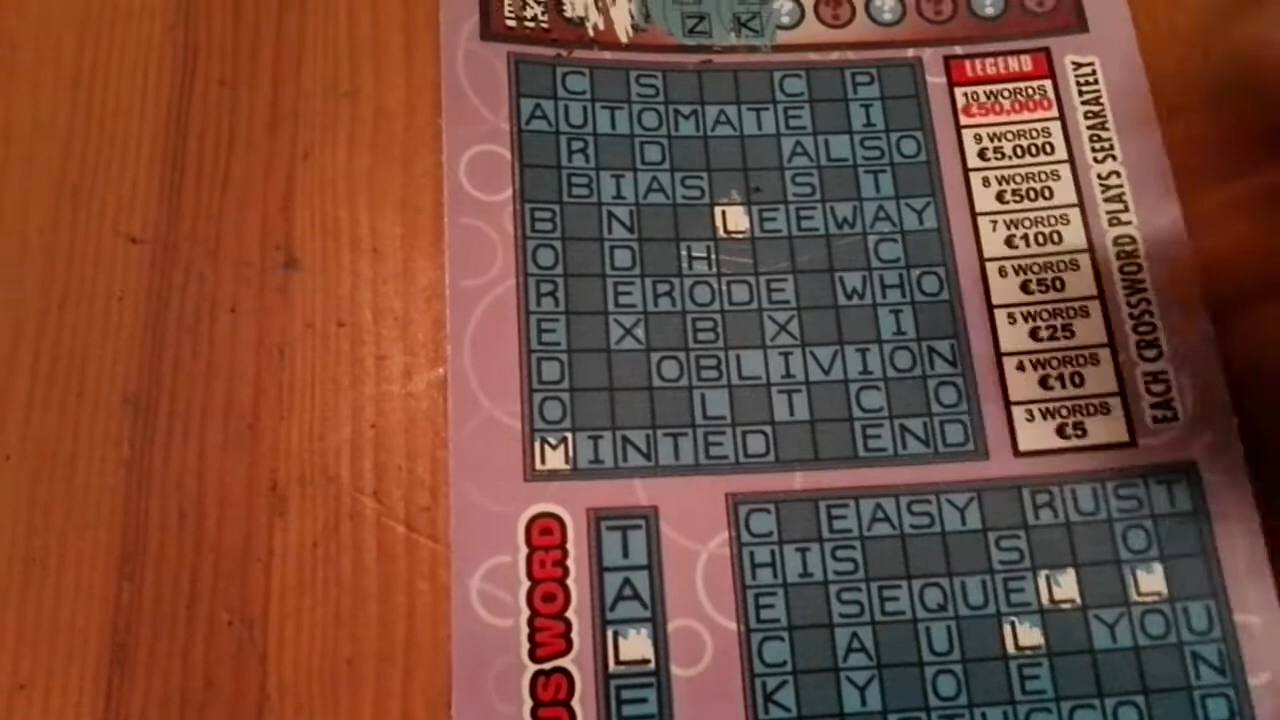 Z K
C S C P
AUTOMATE I
R D ALSO
BIAS S T
B N LEEWAY
O D H C
R ERODE WHO
E X B X I
D OBLIVION
O L T C O
MINTED END
LEGEND
10 WORDS
€50,000
9 WORDS
€5,000
8 WORDS
€500
7 WORDS
€100
6 WORDS
€50
5 WORDS
€25
4 WORDS
€10
3 WORDS
€5
EACH CROSSWORD PLAYS SEPARATELY
US WORD
T
A
L
E
C EASY RUST
HIS S O
E SEQUEL L
C A U L YOU
K Y O E N